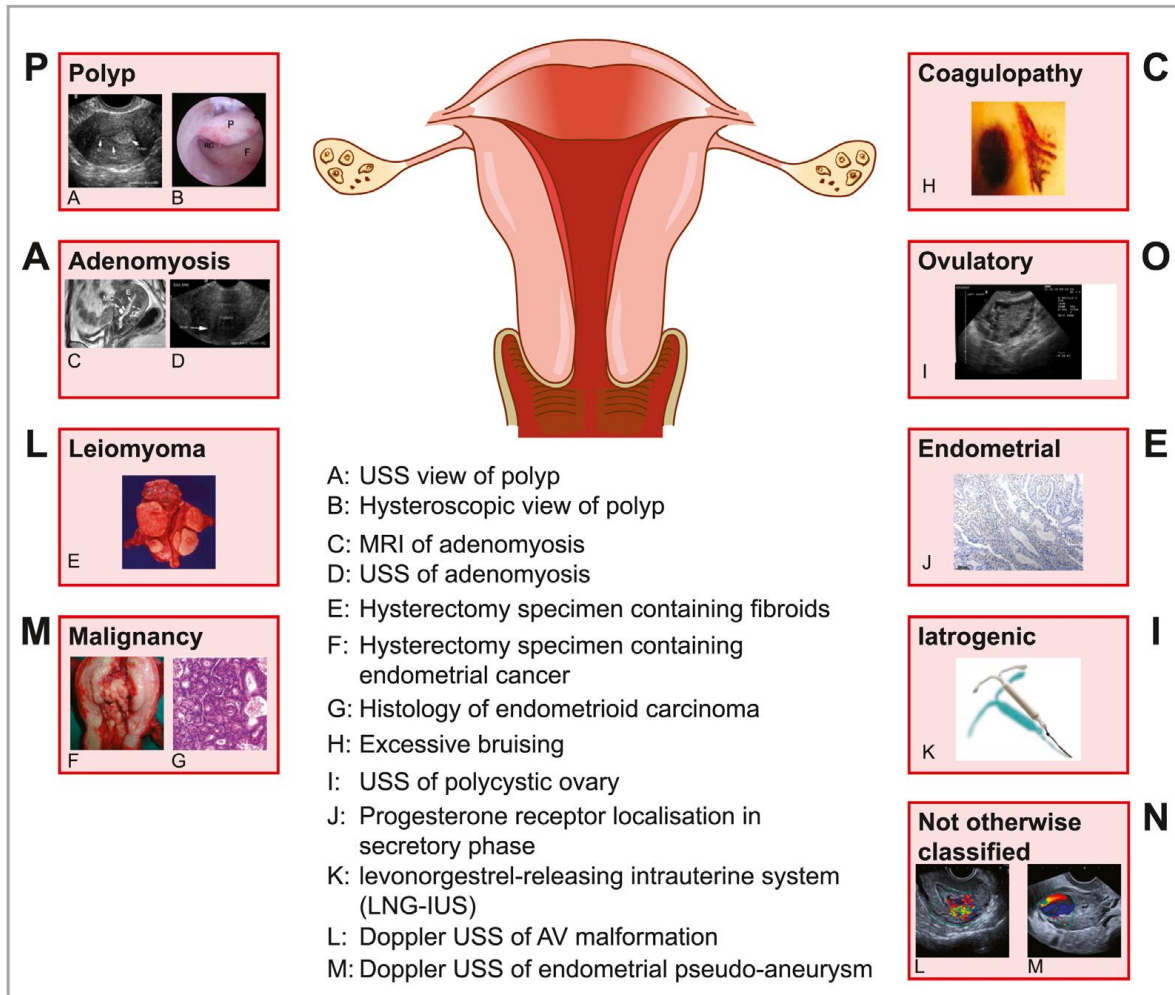 P
Polyp
P
RC
F
A
B
A
Adenomyosis
MC
E
JZ
C
D
L
Leiomyoma
E
M
Malignancy
F
G
A: USS view of polyp
B: Hysteroscopic view of polyp
C: MRI of adenomyosis
D: USS of adenomyosis
E: Hysterectomy specimen containing fibroids
F: Hysterectomy specimen containing
endometrial cancer
G: Histology of endometrioid carcinoma
H: Excessive bruising
I: USS of polycystic ovary
J: Progesterone receptor localisation in
secretory phase
K: levonorgestrel-releasing intrauterine system
(LNG-IUS)
L: Doppler USS of AV malformation
M: Doppler USS of endometrial pseudo-aneurysm
C
Coagulopathy
H
O
Ovulatory
I
E
Endometrial
J
I
Iatrogenic
K
N
Not otherwise
classified
L
M